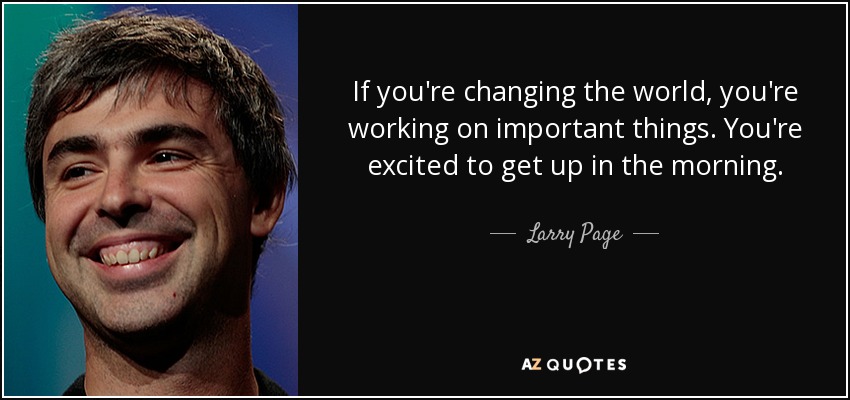 If you're changing the world, you're
working on important things. You're
excited to get up in the morning.
Larry Page
AZ QUOTES